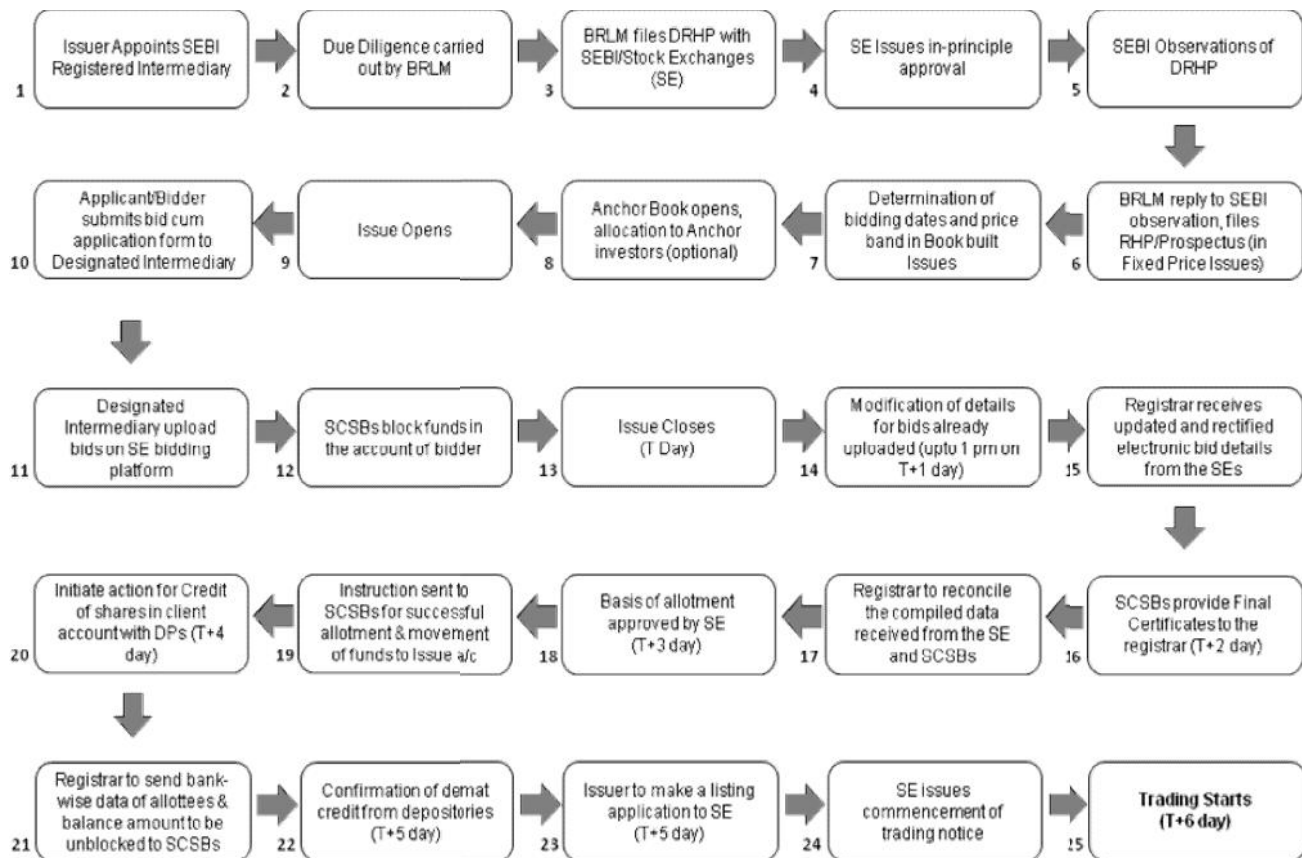 1
Issuer Appoints SEBI
Registered Intermediary
2
Due Diligence carried
out by BRLM
3
BRLM files DRHP with
SEBI/Stock Exchanges
(SE)
4
SE Issues in-principle
approval
5
SEBI Observations of
DRHP
10
Applicant/Bidder
submits bid cum
application form to
Designated Intermediary
9
Issue Opens
8
Anchor Book opens,
allocation to Anchor
investors (optional)
7
Determination of
bidding dates and price
band in Book built
Issues
6
BRLM reply to SEBI
observation, files
RHP/Prospectus (in
Fixed Price Issues)
11
Designated
Intermediary upload
bids on SE bidding
platform
12
SCSBs block funds in
the account of bidder
13
Issue Closes
(T Day)
14
Modification of details
for bids already
uploaded (upto 1 pm on
T+1 day)
15
Registrar receives
updated and rectified
electronic bid details
from the SEs
20
Initiate action for Credit
of shares in client
account with DPs (T+4
day)
19
Instruction sent to
SCSBs for successful
allotment & movement
of funds to Issue a/c
18
Basis of allotment
approved by SE
(T+3 day)
17
Registrar to reconcile
the compiled data
received from the SE
and SCSBs
16
SCSBs provide Final
Certificates to the
registrar (T+2 day)
21
Registrar to send bank-
wise data of allottees &
balance amount to be
unblocked to SCSBs
22
Confirmation of demat
credit from depositories
(T+5 day)
23
Issuer to make a listing
application to SE
(T+5 day)
24
SE issues
commencement of
trading notice
15
Trading Starts
(T+6 day)